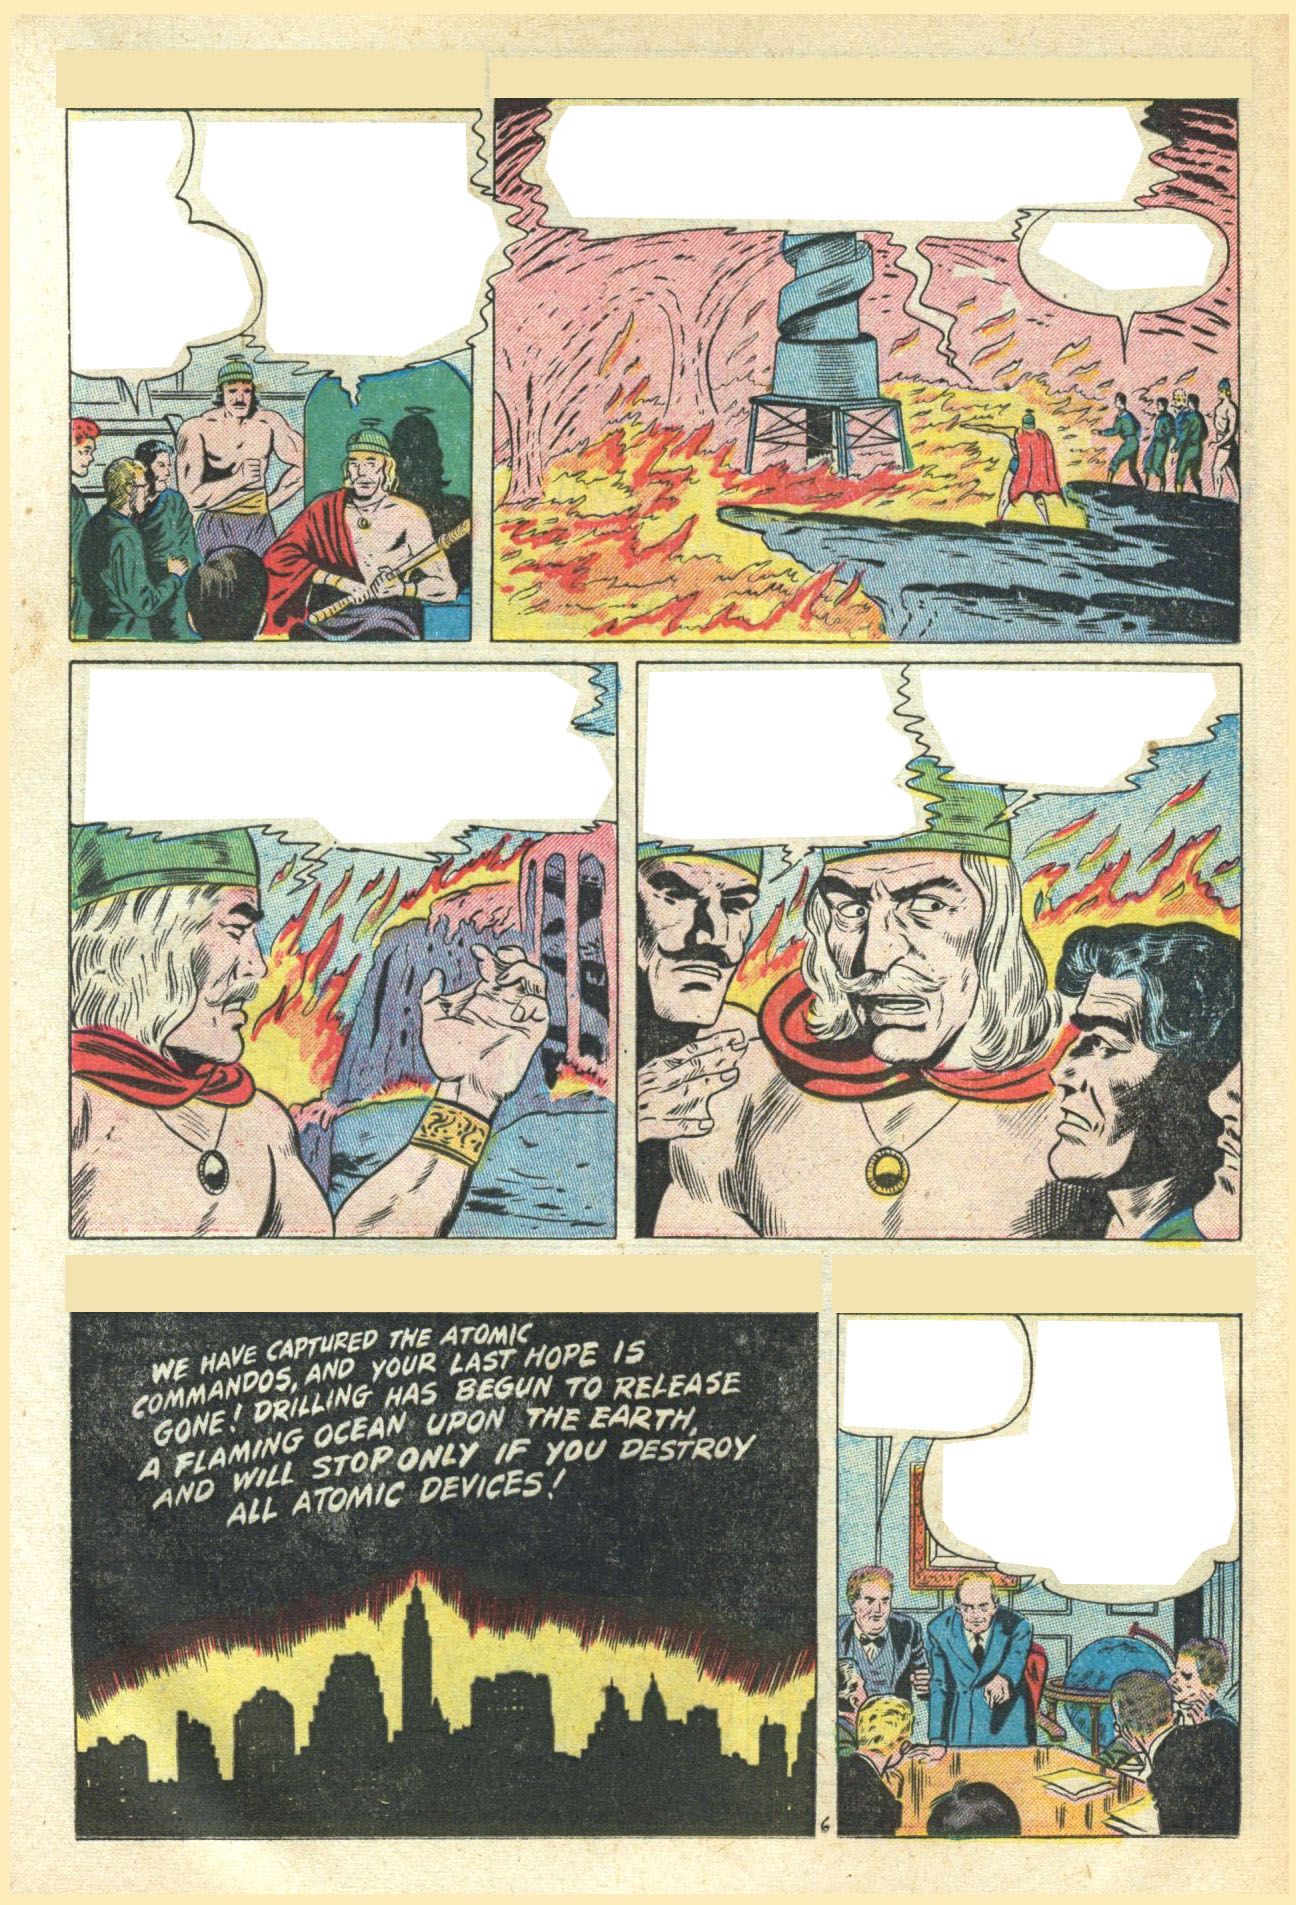 WE HAVE CAPTURED THE ATOMIC
COMMANDOS, AND YOUR LAST HOPE IS
GONE! DRILLING HAS BEGUN TO RELEASE
A FLAMING OCEAN UPON THE EARTH,
AND WILL STOP ONLY IF YOU DESTROY
ALL ATOMIC DEVICES!
6